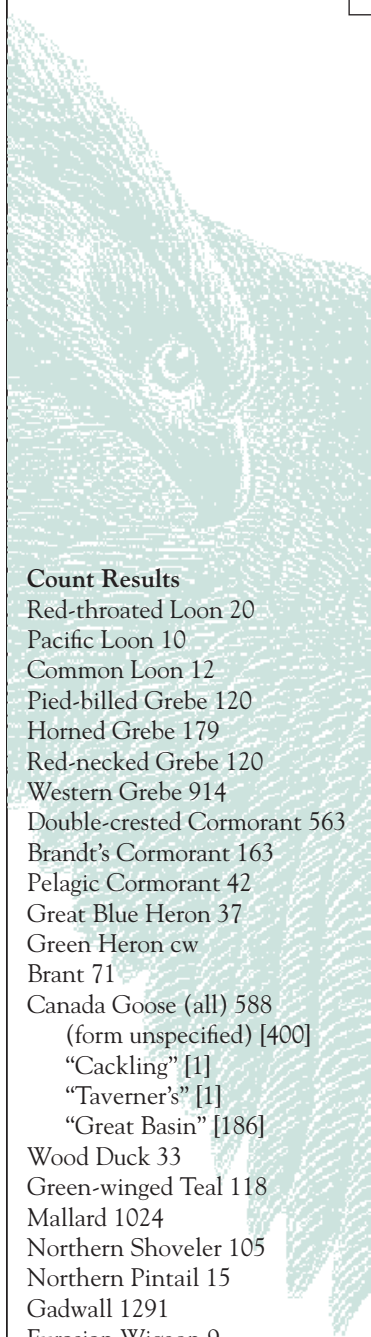 Count Results
Red-throated Loon 20
Pacific Loon 10
Common Loon 12
Pied-billed Grebe 120
Horned Grebe 179
Red-necked Grebe 120
Western Grebe 914
Double-crested Cormorant 563
Brandt's Cormorant 163
Pelagic Cormorant 42
Great Blue Heron 37
Green Heron cw
Brant 71
Canada Goose (all) 588
(form unspecified) [400]
“Cackling” [1]
“Taverner’s” [1]
“Great Basin” [186]
Wood Duck 33
Green-winged Teal 118
Mallard 1024
Northern Shoveler 105
Northern Pintail 15
Gadwall 1291
Eurasian Wigeon 9